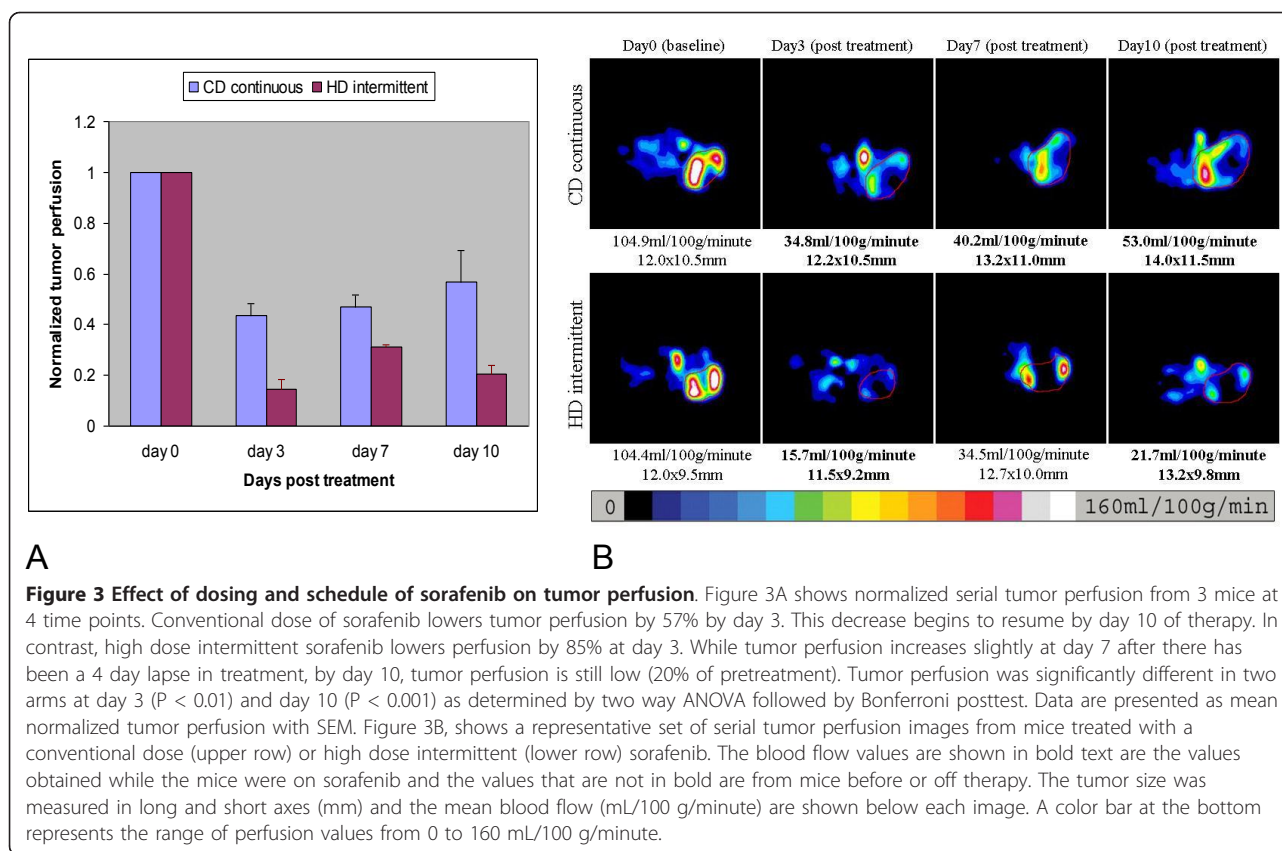 CD continuous HD intermittent
1.2
1
0.8
0.6
0.4
0.2
0
Normalized tumor perfusion
day 0 day 3 day 7 day 10
Days post treatment
A
Day0 (baseline) Day3 (post treatment) Day7 (post treatment) Day10 (post treatment)
CD continuous
104.9ml/100g/minute 34.8ml/100g/minute 40.2ml/100g/minute 53.0ml/100g/minute
12.0x10.5mm 12.2x10.5mm 13.2x11.0mm 14.0x11.5mm
HD intermittent
104.4ml/100g/minute 15.7ml/100g/minute 34.5ml/100g/minute 21.7ml/100g/minute
12.0x9.5mm 11.5x9.2mm 12.7x10.0mm 13.2x9.8mm
0 160ml/100g/min
B
Figure 3 Effect of dosing and schedule of sorafenib on tumor perfusion. Figure 3A shows normalized serial tumor perfusion from 3 mice at
4 time points. Conventional dose of sorafenib lowers tumor perfusion by 57% by day 3. This decrease begins to resume by day 10 of therapy. In
contrast, high dose intermittent sorafenib lowers perfusion by 85% at day 3. While tumor perfusion increases slightly at day 7 after there has
been a 4 day lapse in treatment, by day 10, tumor perfusion is still low (20% of pretreatment). Tumor perfusion was significantly different in two
arms at day 3 (P < 0.01) and day 10 (P < 0.001) as determined by two way ANOVA followed by Bonferroni posttest. Data are presented as mean
normalized tumor perfusion with SEM. Figure 3B, shows a representative set of serial tumor perfusion images from mice treated with a
conventional dose (upper row) or high dose intermittent (lower row) sorafenib. The blood flow values are shown in bold text are the values
obtained while the mice were on sorafenib and the values that are not in bold are from mice before or off therapy. The tumor size was
measured in long and short axes (mm) and the mean blood flow (mL/100 g/minute) are shown below each image. A color bar at the bottom
represents the range of perfusion values from 0 to 160 mL/100 g/minute.